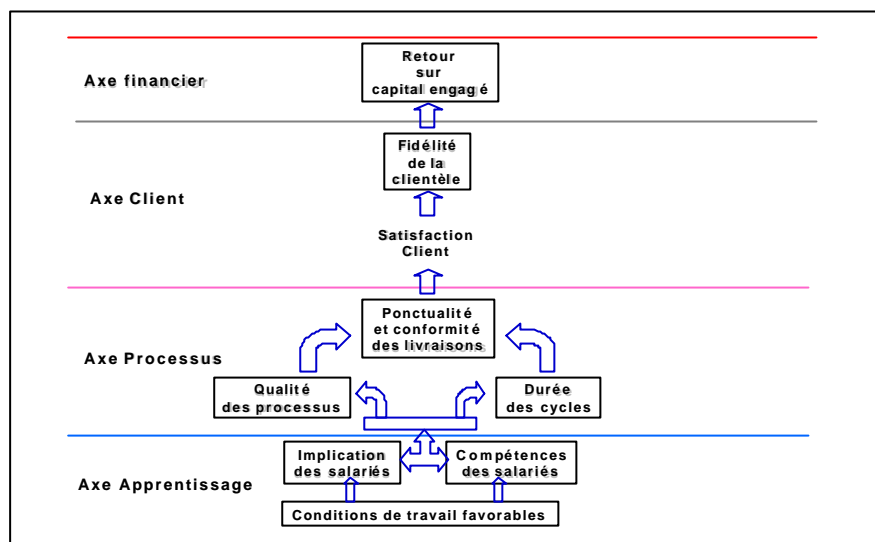 Retour
sur
capital engagé
Axe financier
Fidélité
de la
clientèle
Axe Client
Satisfaction
Client
Ponctualité
et conformité
des livraisons
Axe Processus
Qualité
des processus
Durée
des cycles
Implication
des salariés
Compétences
des salariés
Axe Apprentissage
Conditions de travail favorables